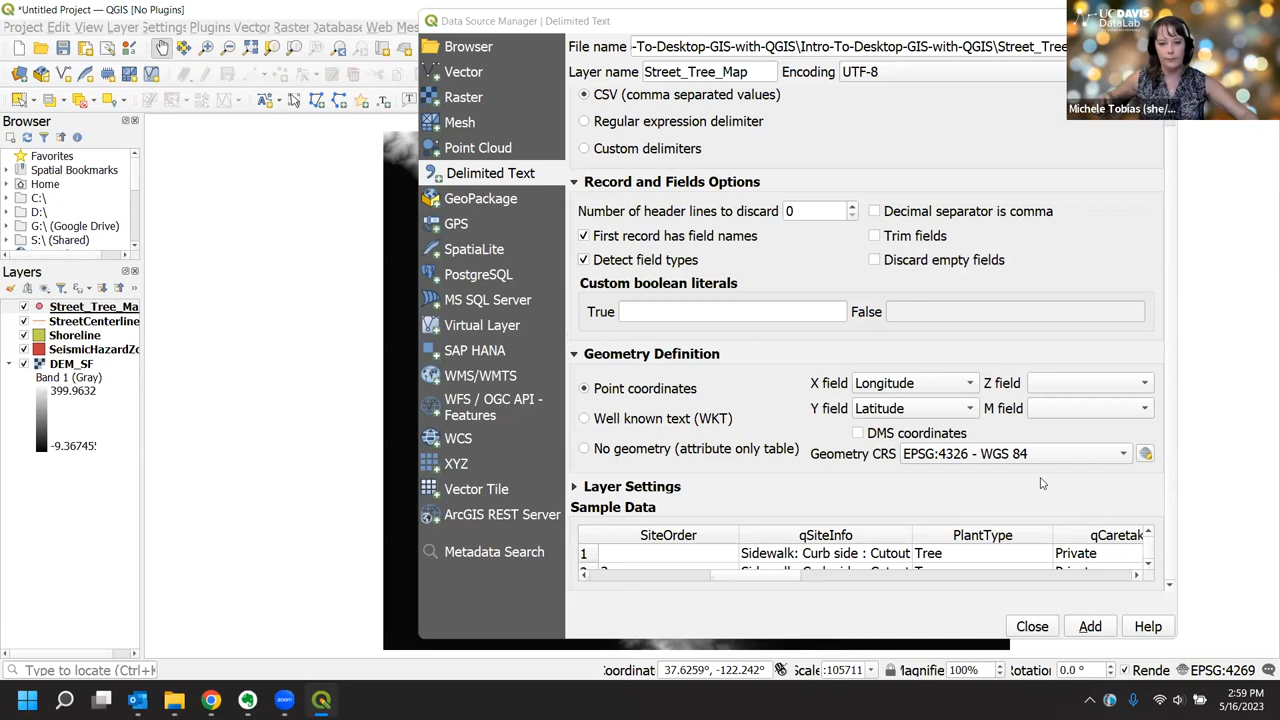 *Untitled Project — QGIS [No Plugins]
Project Edit View Layer Settings Plugins Vector Raster Database Web Mes
Browser
Favorites
Spatial Bookmarks
Home
C:\
D:\
G:\ (Google Drive)
S:\ (Shared)
Layers
Street_Tree_Ma
StreetCenterline
Shoreline
SeismicHazardZo
DEM_SF
Band 1 (Gray)
399.9632
-9.36745
Data Source Manager | Delimited Text
Browser
Vector
Raster
Mesh
Point Cloud
Delimited Text
GeoPackage
GPS
SpatiaLite
PostgreSQL
MS SQL Server
Virtual Layer
SAP HANA
WMS/WMTS
WFS / OGC API -
Features
WCS
XYZ
Vector Tile
ArcGIS REST Server
Metadata Search
File name -To-Desktop-GIS-with-QGIS\Intro-To-Desktop-GIS-with-QGIS\Street_Tre
Layer name Street_Tree_Map Encoding UTF-8
CSV (comma separated values)
Regular expression delimiter
Custom delimiters
Record and Fields Options
Number of header lines to discard 0 Decimal separator is comma
First record has field names Trim fields
Detect field types Discard empty fields
Custom boolean literals
True False
Geometry Definition
Point coordinates X field Longitude Z field
Y field Latitude M field
Well known text (WKT) DMS coordinates
No geometry (attribute only table) Geometry CRS EPSG:4326 - WGS 84
Layer Settings
Sample Data
SiteOrder qSiteInfo PlantType qCaretak
1 Sidewalk: Curb side : Cutout Tree Private
Close Add Help
UCDAVIS
DataLab
Michele Tobias (she/...
Type to locate (Ctrl+K Coordinat 37.6259°, -122.242° Scale :105711 Magnifie 100% Rotatio 0.0 ° Rende EPSG:4269
zoom
2:59 PM
5/16/2023